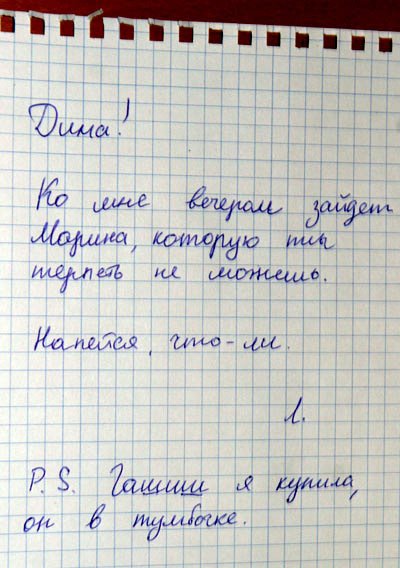 Дима!
Ко мне вечером зайдет
Марина, которую ты
терпеть не можешь.
Напейся, что-ли.
Л.
P.S. Гашиш я купила,
он в тумбочке.